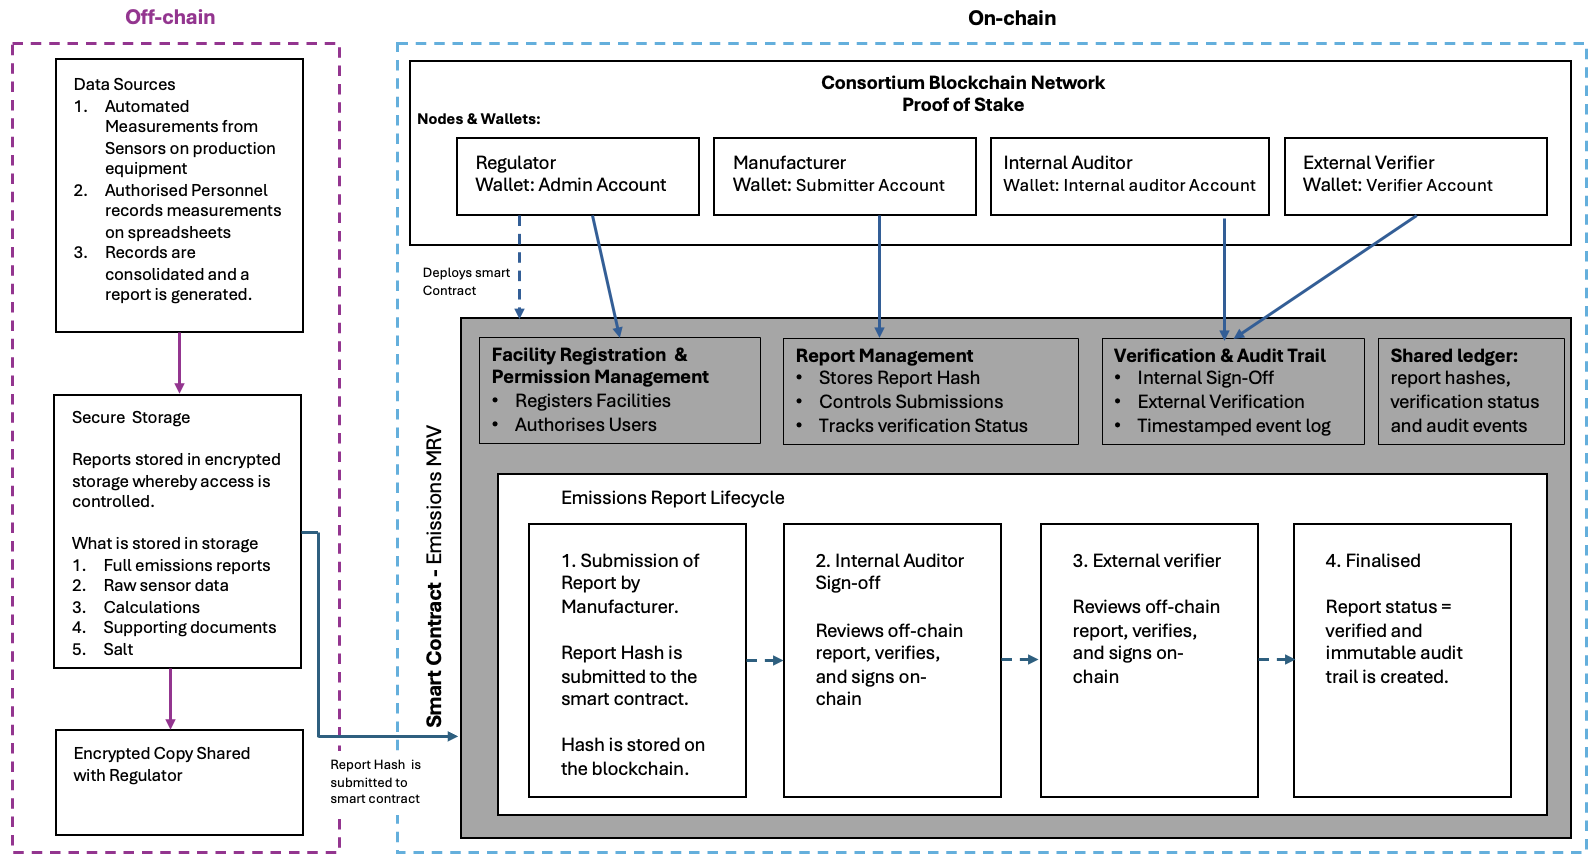 Off-chain
Data Sources
1. Automated
Measurements from
Sensors on production
equipment
2. Authorised Personnel
records measurements
on spreadsheets
3. Records are
consolidated and a
report is generated.
Secure Storage
Reports stored in encrypted
storage whereby access is
controlled.
What is stored in storage
1. Full emissions reports
2. Raw sensor data
3. Calculations
4. Supporting documents
5. Salt
Encrypted Copy Shared
with Regulator
Report Hash is
submitted to
smart contract
On-chain
Consortium Blockchain Network
Proof of Stake
Nodes & Wallets:
Regulator
Wallet: Admin Account
Manufacturer
Wallet: Submitter Account
Internal Auditor
Wallet: Internal auditor Account
External Verifier
Wallet: Verifier Account
Deploys smart
Contract
Smart Contract - Emissions MRV
Facility Registration &
Permission Management
• Registers Facilities
• Authorises Users
Report Management
• Stores Report Hash
• Controls Submissions
• Tracks verification Status
Verification & Audit Trail
• Internal Sign-Off
• External Verification
• Timestamped event log
Shared ledger:
report hashes,
verification status
and audit events
Emissions Report Lifecycle
1. Submission of
Report by
Manufacturer.
Report Hash is
submitted to the
smart contract.
Hash is stored on
the blockchain.
2. Internal Auditor
Sign-off
Reviews off-chain
report, verifies,
and signs on-
chain
3. External verifier
Reviews off-chain
report, verifies,
and signs on-
chain
4. Finalised
Report status =
verified and
immutable audit
trail is created.